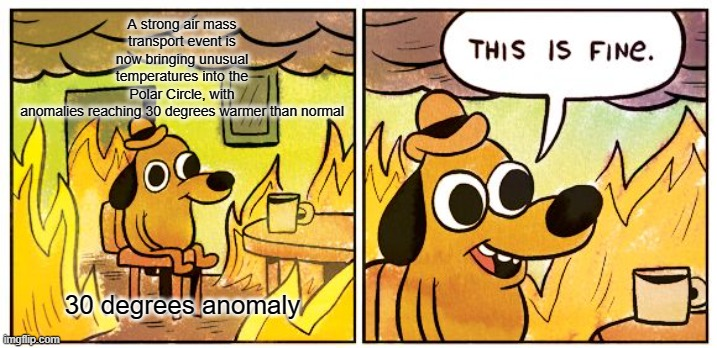 A strong air mass
transport event is
now bringing unusual
temperatures into the
Polar Circle, with
anomalies reaching 30 degrees warmer than normal
THIS IS FINE.
30 degrees anomaly
imgflip.com